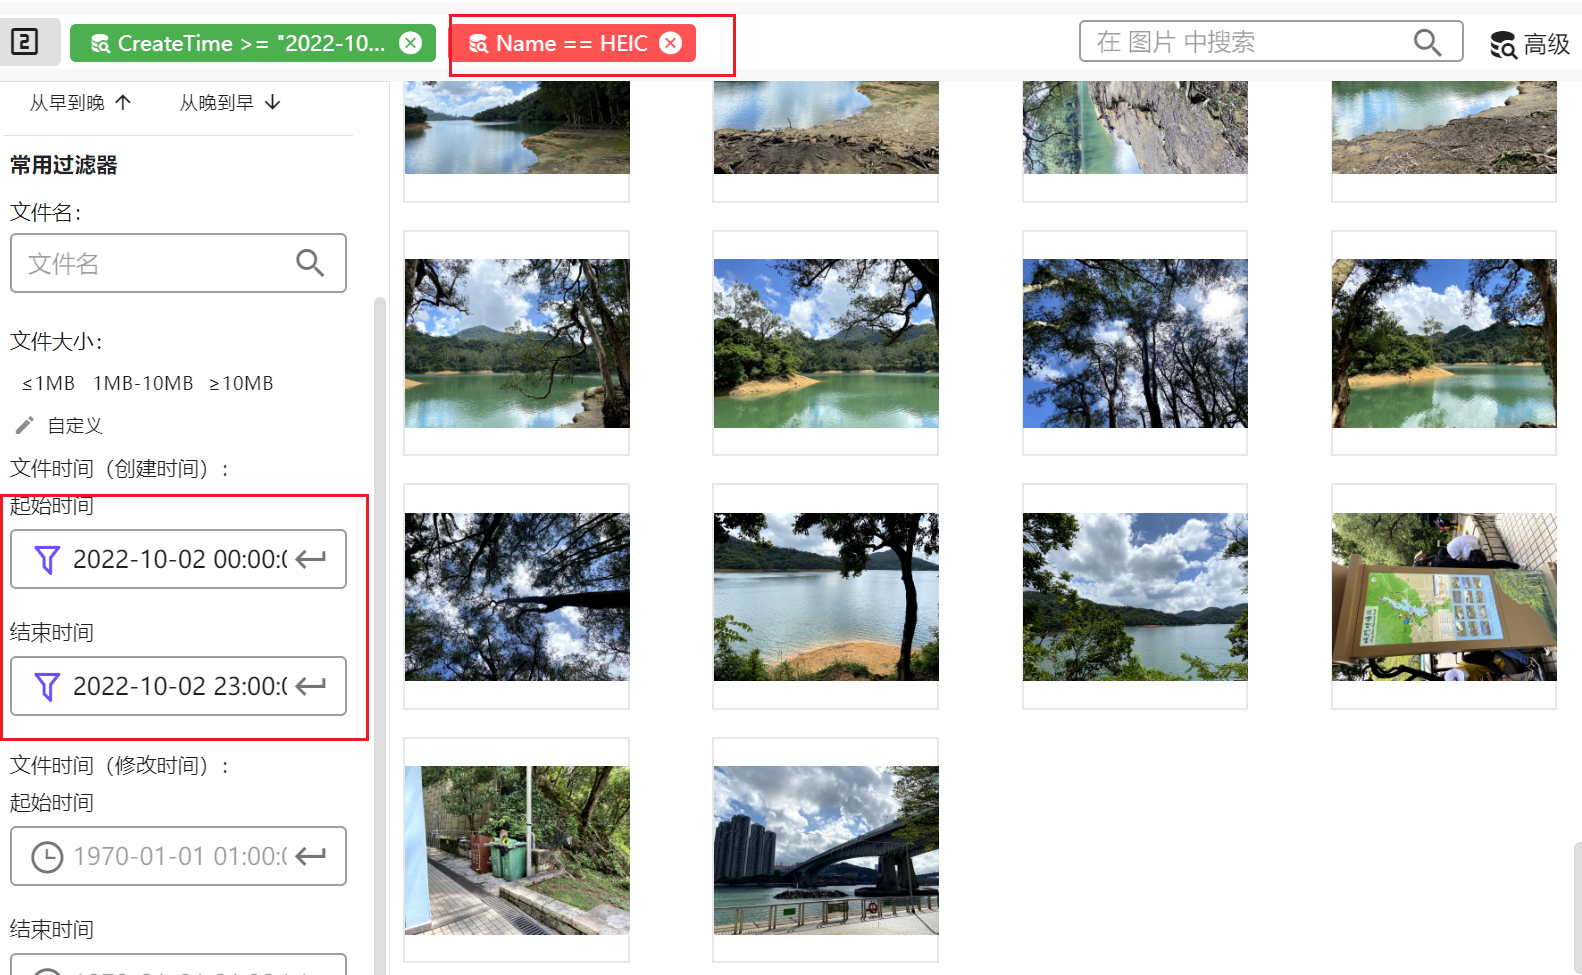 2
CreateTime >= "2022-10...
Name == HEIC
在 图片 中搜索
高级
从早到晚
从晚到早
常用过滤器
文件名：
文件名
文件大小：
≤1MB 1MB-10MB ≥10MB
自定义
文件时间（创建时间）：
起始时间
2022-10-02 00:00:0
结束时间
2022-10-02 23:00:0
文件时间（修改时间）：
起始时间
1970-01-01 01:00:0
结束时间